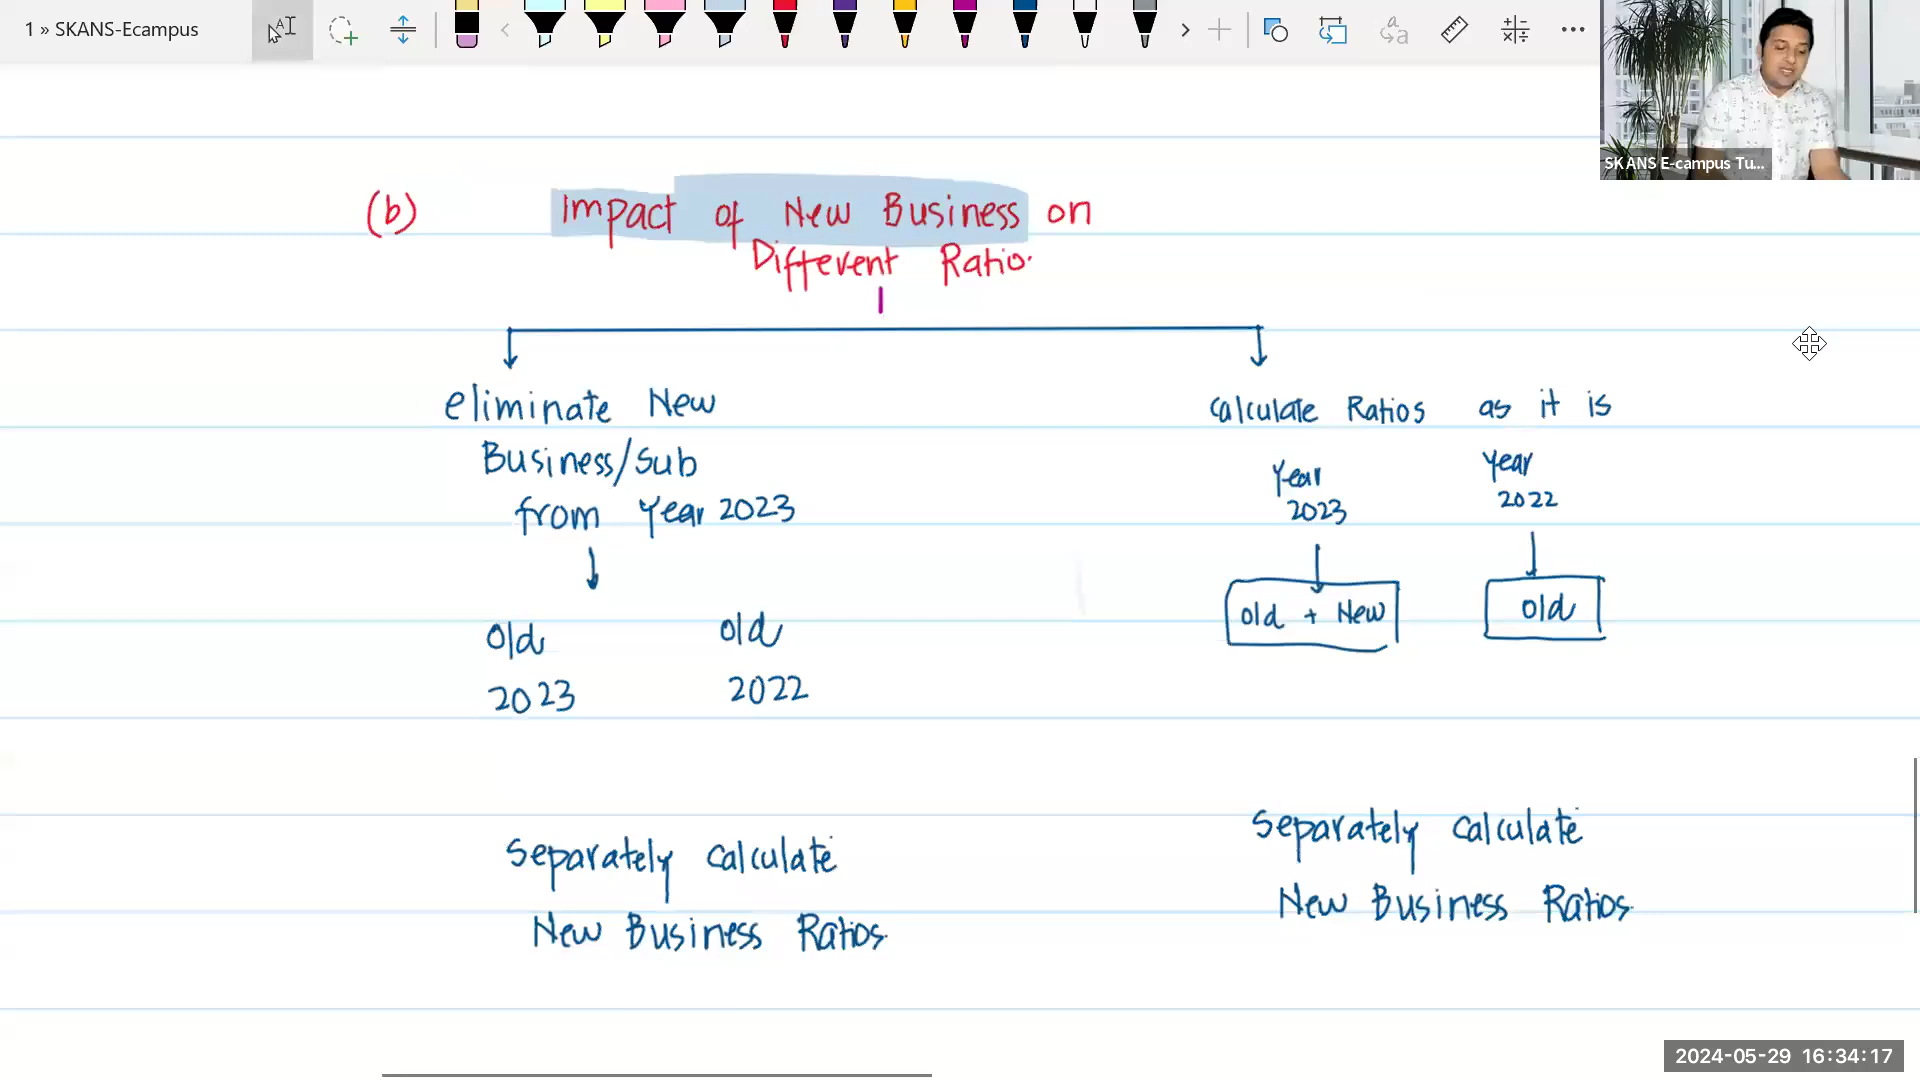 1 » SKANS-Ecampus
SKANS E-campus Tu...
(b) Impact of New Business on
Different Ratio.
eliminate New
Business/Sub
from Year 2023
Old Old
2023 2022
Separately Calculate
New Business Ratios.
Calculate Ratios as it is
Year Year
2023 2022
Old + New Old
Separately Calculate
New Business Ratios.
2024-05-29 16:34:17